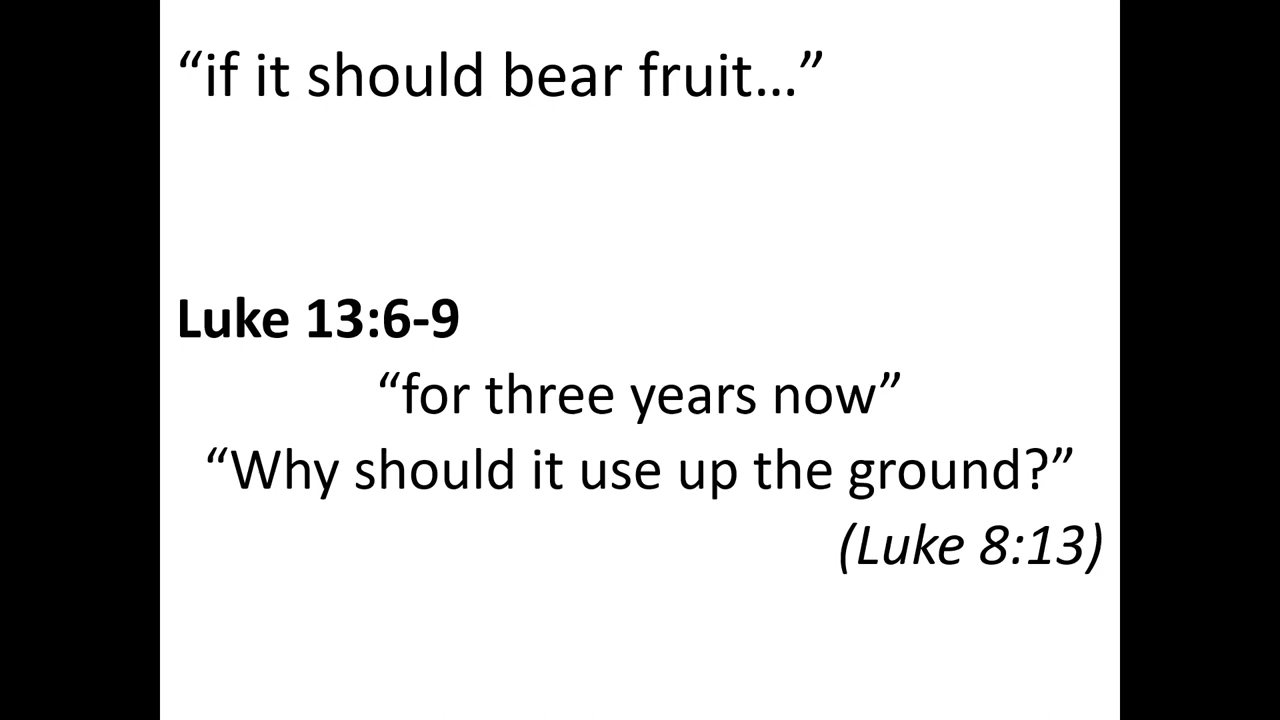 “if it should bear fruit…”
Luke 13:6-9
“for three years now”
“Why should it use up the ground?”
(Luke 8:13)